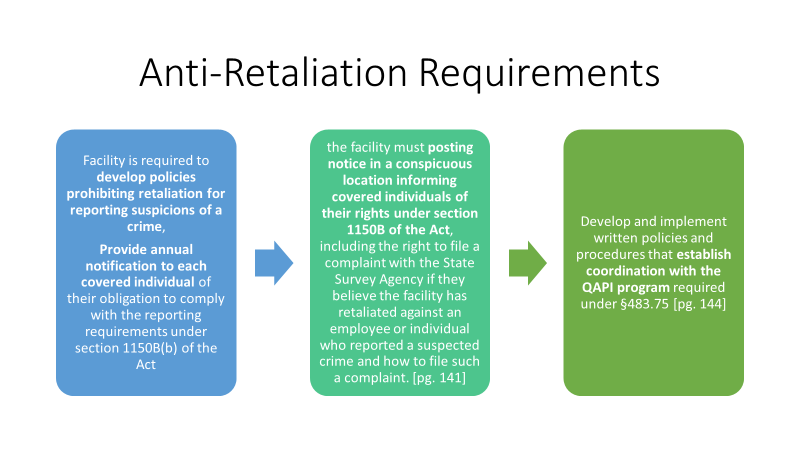 Anti-Retaliation Requirements
Facility is required to
develop policies
prohibiting retaliation for
reporting suspicions of a
crime,
Provide annual
notification to each
covered individual of
their obligation to comply
with the reporting
requirements under
section 1150B(b) of the
Act
the facility must posting
notice in a conspicuous
location informing
covered individuals of
their rights under section
1150B of the Act,
including the right to file a
complaint with the State
Survey Agency if they
believe the facility has
retaliated against an
employee or individual
who reported a suspected
crime and how to file such
a complaint. [pg. 141]
Develop and implement
written policies and
procedures that establish
coordination with the
QAPI program required
under §483.75 [pg. 144]